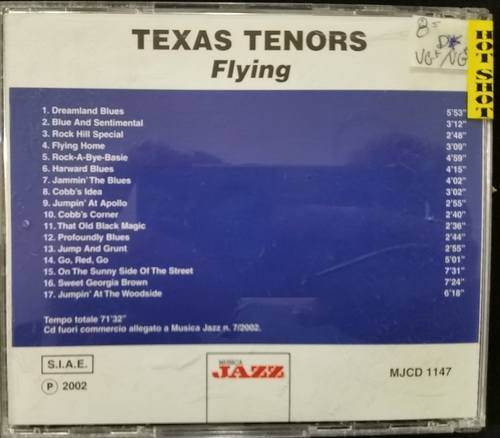 TEXAS TENORS
Flying
8=
VG+/VG+
HOT SHOT
1. Dreamland Blues 5'53"
2. Blue And Sentimental 3'12"
3. Rock Hill Special 2'48"
4. Flying Home 3'09"
5. Rock-A-Bye-Basie 4'59"
6. Harward Blues 4'15"
7. Jammin' The Blues 4'02"
8. Cobb's Idea 3'02"
9. Jumpin' At Apollo 2'55"
10. Cobb's Corner 2'40"
11. That Old Black Magic 2'36"
12. Profoundly Blues 2'44"
13. Jump And Grunt 2'55"
14. Go, Red, Go 5'01"
15. On The Sunny Side Of The Street 7'31"
16. Sweet Georgia Brown 7'24"
17. Jumpin' At The Woodside 6'18"
Tempo totale 71'32"
Cd fuori commercio allegato a Musica Jazz n. 7/2002.
S.I.A.E.
P 2002
MUSICA
JAZZ
MJCD 1147